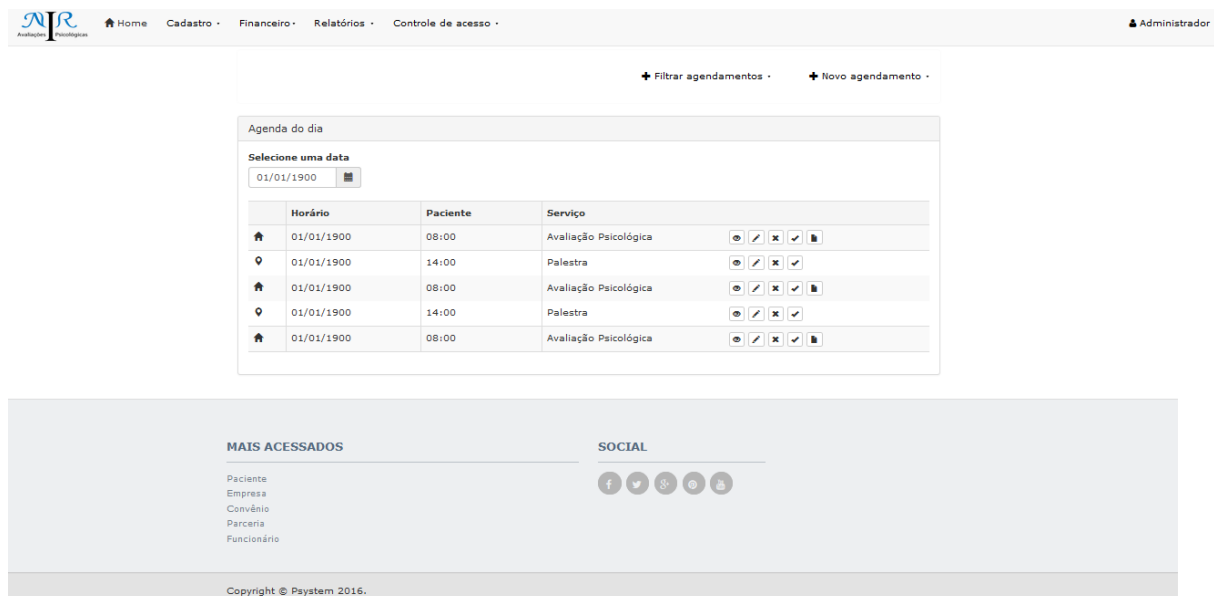 NIR
Avaliações Psicológicas
Home Cadastro Financeiro Relatórios Controle de acesso Administrador
Filtrar agendamentos Novo agendamento
Agenda do dia
Selecione uma data
01/01/1900
Horário Paciente Serviço
01/01/1900 08:00 Avaliação Psicológica
01/01/1900 14:00 Palestra
01/01/1900 08:00 Avaliação Psicológica
01/01/1900 14:00 Palestra
01/01/1900 08:00 Avaliação Psicológica
MAIS ACESSADOS SOCIAL
Paciente
Empresa
Convênio
Parceria
Funcionário
Copyright © Psystem 2016.